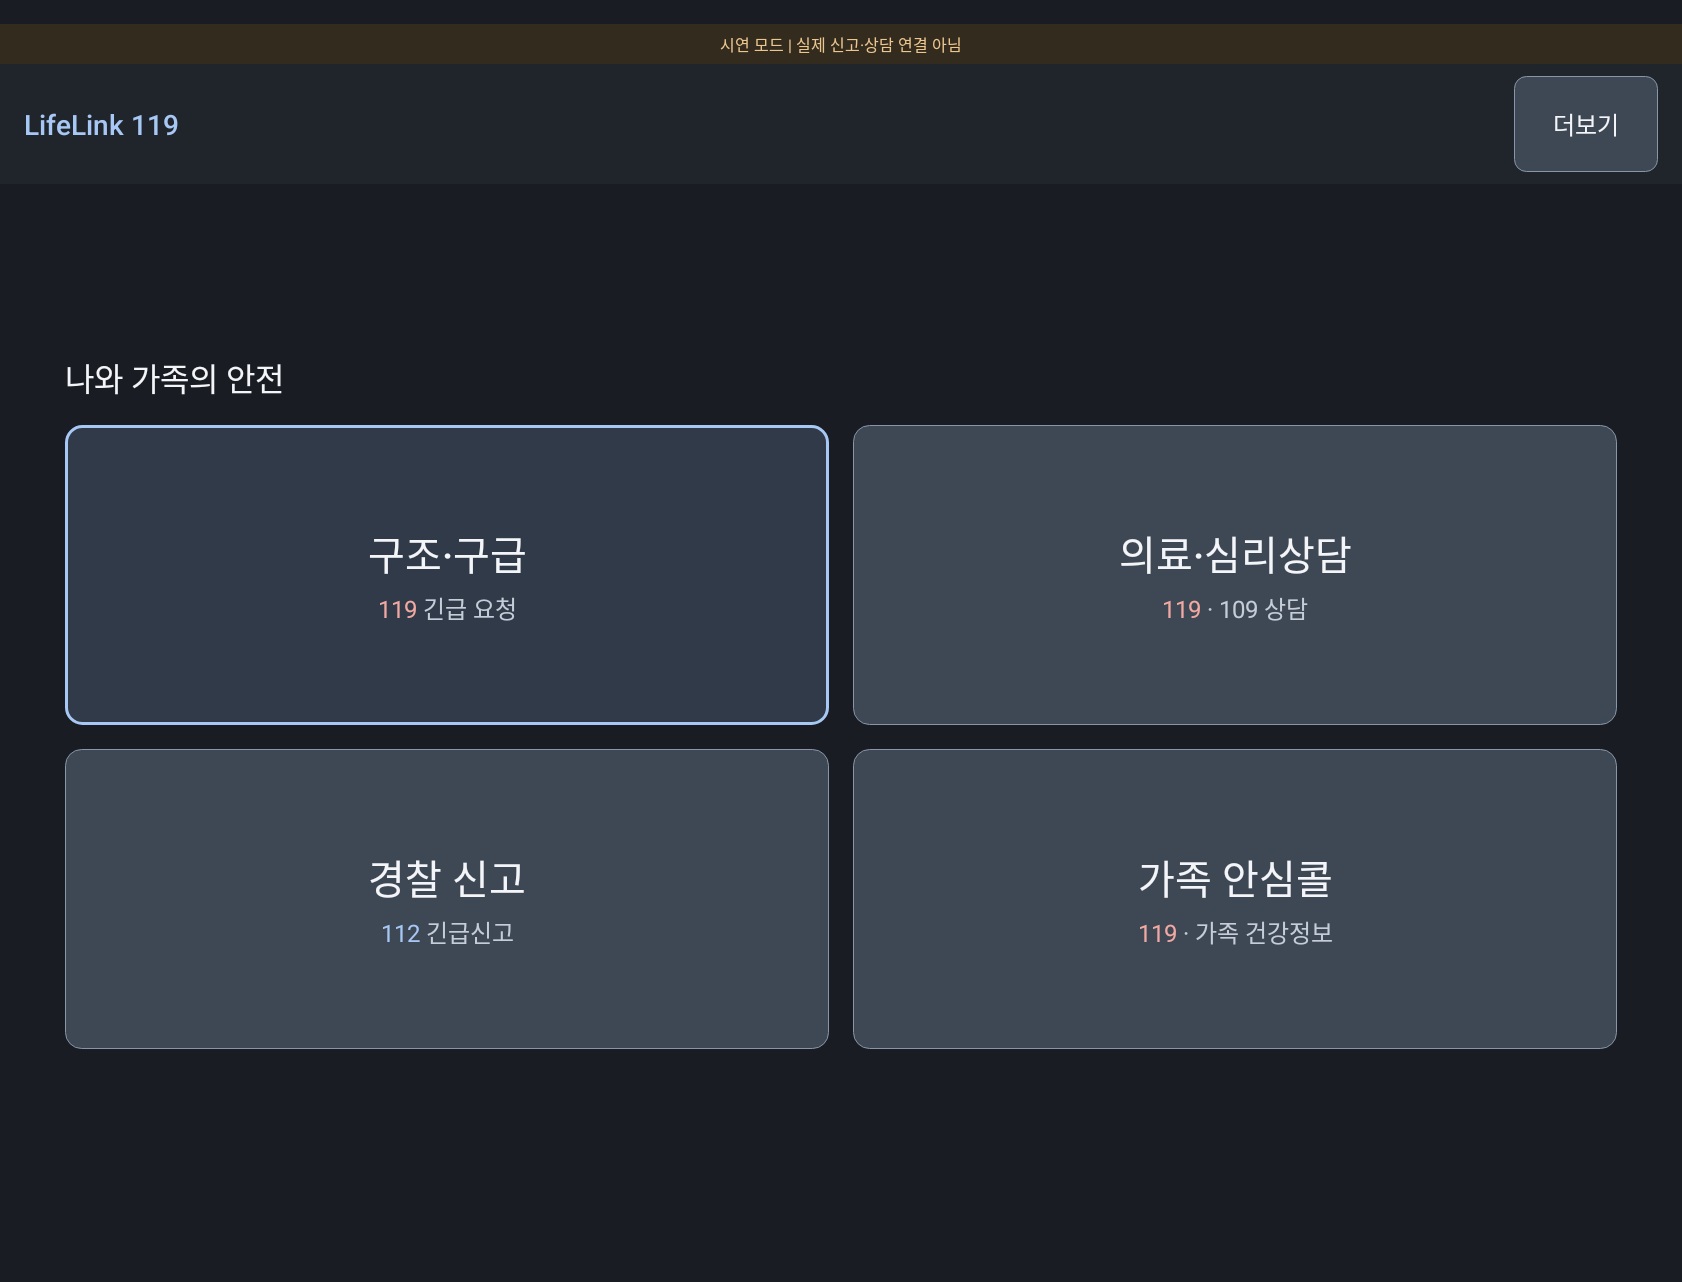 시연 모드 | 실제 신고·상담 연결 아님
LifeLink 119
더보기
나와 가족의 안전
구조·구급
119 긴급 요청
의료·심리상담
119 · 109 상담
경찰 신고
112 긴급신고
가족 안심콜
119 · 가족 건강정보